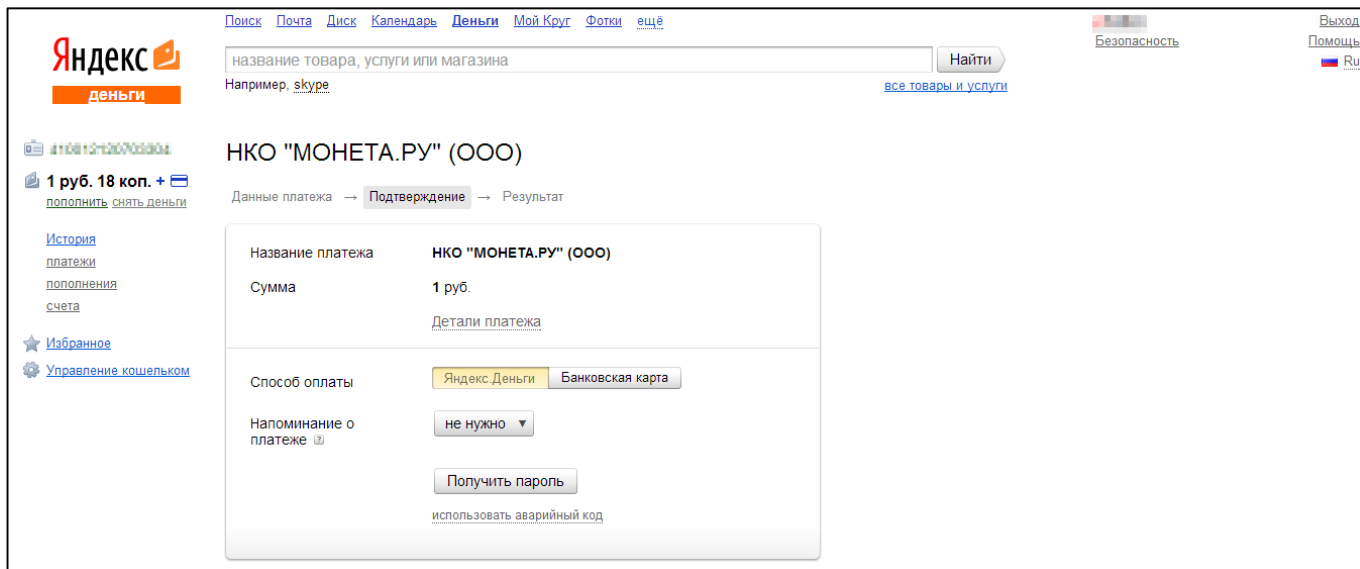 Поиск Почта Диск Календарь Деньги Мой Круг Фотки ещё
Выход
Безопасность
Помощь
Ru
Яндекс
деньги
название товара, услуги или магазина
Найти
Например, skype
все товары и услуги
НКО "МОНЕТА.РУ" (ООО)
1 руб. 18 коп. +
пополнить снять деньги
Данные платежа → Подтверждение → Результат
История
платежи
пополнения
счета
Избранное
Управление кошельком
Название платежа НКО "МОНЕТА.РУ" (ООО)
Сумма 1 руб.
Детали платежа
Способ оплаты Яндекс.Деньги Банковская карта
Напоминание о
платеже ? не нужно ▼
Получить пароль
использовать аварийный код